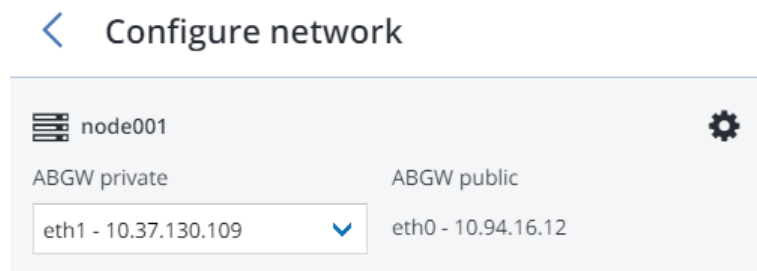 Configure network
node001
ABGW private
ABGW public
eth1 - 10.37.130.109
eth0 - 10.94.16.12